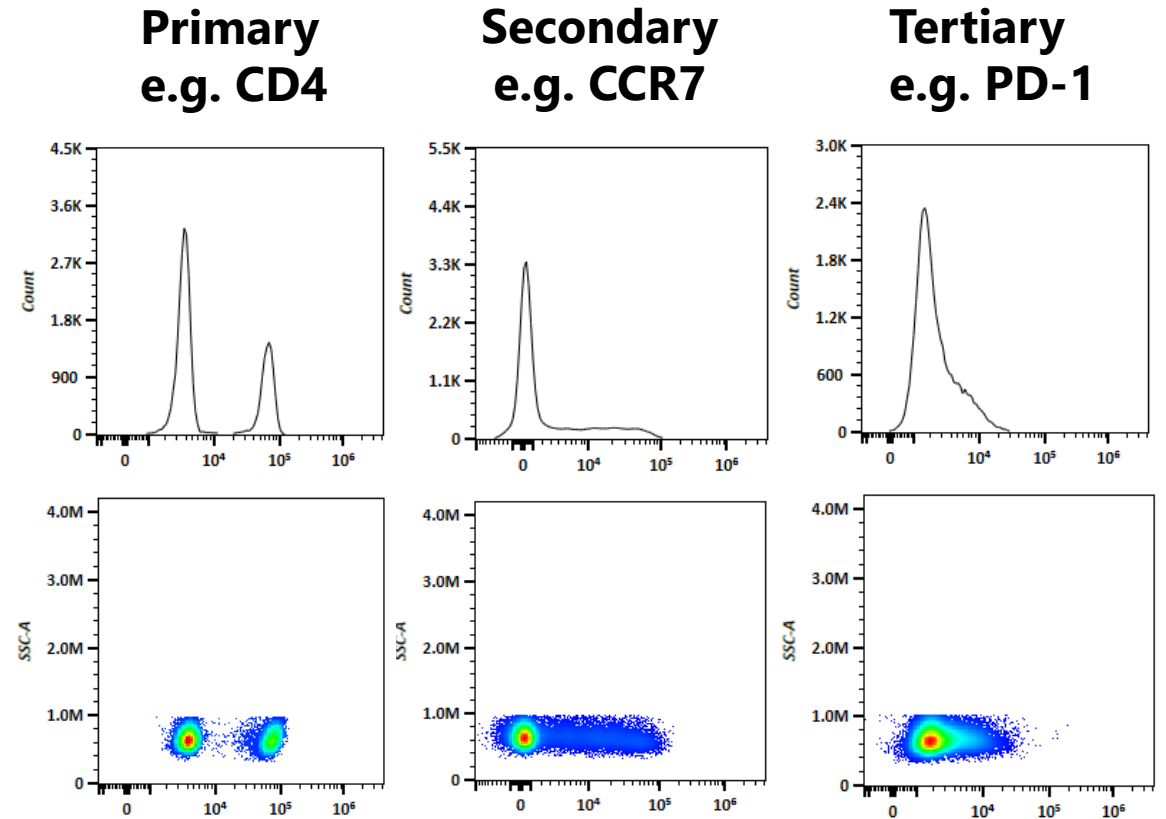 Primary
e.g. CD4
Secondary
e.g. CCR7
Tertiary
e.g. PD-1
4.5K
3.6K
2.7K
1.8K
900
0
Count
0 10⁴ 10⁵ 10⁶
5.5K
4.4K
3.3K
2.2K
1.1K
0
Count
0 10⁴ 10⁵ 10⁶
3.0K
2.4K
1.8K
1.2K
600
0
Count
0 10⁴ 10⁵ 10⁶
4.0M
3.0M
2.0M
1.0M
0
SSC-A
0 10⁴ 10⁵ 10⁶
4.0M
3.0M
2.0M
1.0M
0
SSC-A
0 10⁴ 10⁵ 10⁶
4.0M
3.0M
2.0M
1.0M
0
SSC-A
0 10⁴ 10⁵ 10⁶